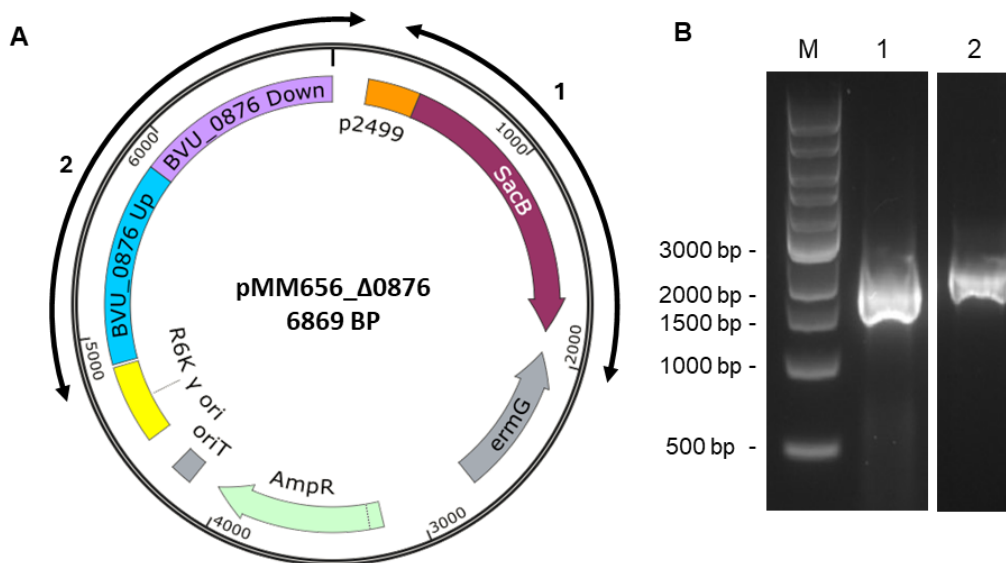 A
1
2
BVU_0876 Down
BVU_0876 Up
p2499
SacB
ermG
AmpR
oriT
R6K γ ori
pMM656_Δ0876
6869 BP
1000
2000
3000
4000
5000
6000
B
M 1 2
3000 bp -
2000 bp -
1500 bp -
1000 bp -
500 bp -